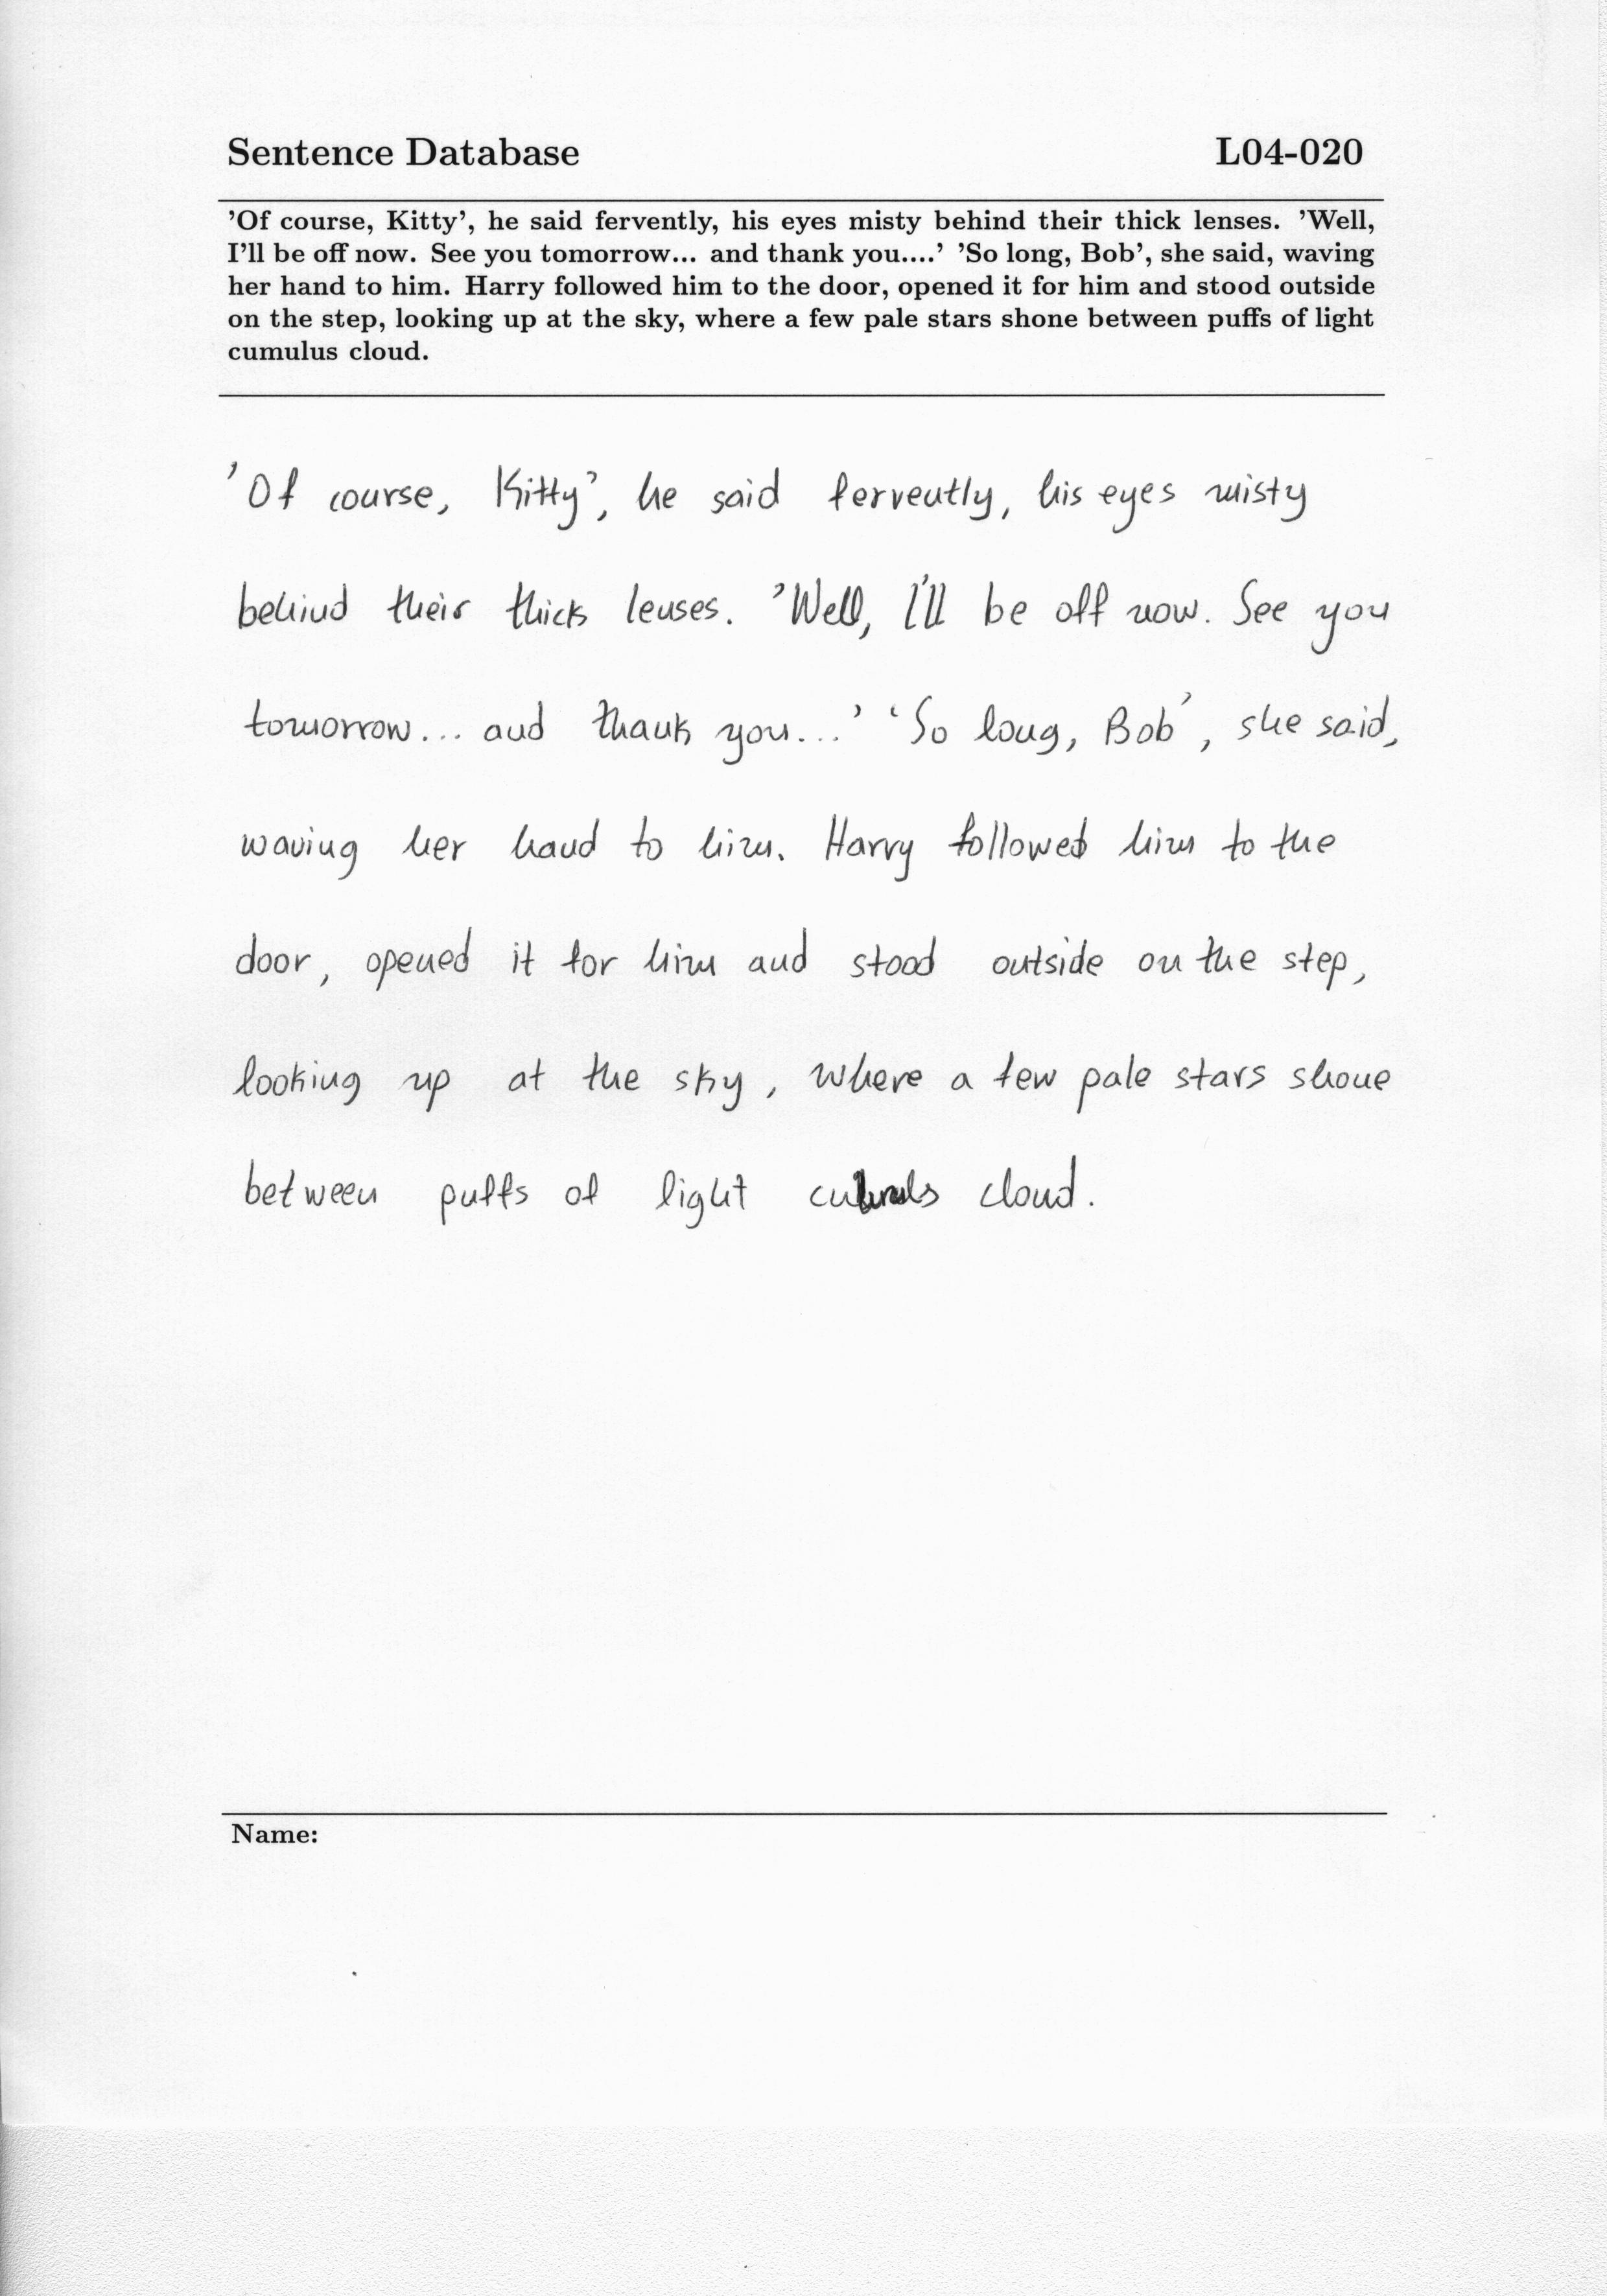 Sentence Database L04-020
’Of course, Kitty’, he said fervently, his eyes misty behind their thick lenses. ’Well,
I’ll be off now. See you tomorrow... and thank you....’ ’So long, Bob’, she said, waving
her hand to him. Harry followed him to the door, opened it for him and stood outside
on the step, looking up at the sky, where a few pale stars shone between puffs of light
cumulus cloud.
’Of course, Kitty’, he said fervently, his eyes misty
behind their thick lenses. ’Well, I’ll be off now. See you
tomorrow... and thank you...’ ‘So long, Bob’, she said,
waving her hand to him. Harry followed him to the
door, opened it for him and stood outside on the step,
looking up at the sky, where a few pale stars shone
between puffs of light cloud.
Name: